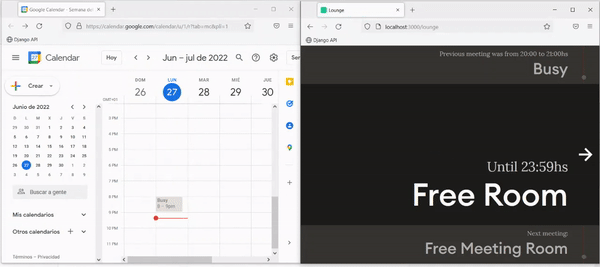 Google Calendar - Semana d
https://calendar.google.com/calendar/u/1/r?tab=mc&pli=1
Django API
Calendar
Hoy
jun – jul de 2022
Crear
Junio de 2022
D L M X J V S
29 30 31 1 2 3 4
5 6 7 8 9 10 11
12 13 14 15 16 17 18
19 20 21 22 23 24 25
26 27 28 29 30 1 2
3 4 5 6 7 8 9
Buscar a gente
Mis calendarios
Otros calendarios
Términos – Privacidad
DOM LUN MAR MIÉ
26 27 28 29 30
3 PM
4 PM
5 PM
6 PM
7 PM
8 PM
9 PM
10 PM
11 PM
Busy
8 – 9pm
Lounge
localhost:3000/lounge
Django API
Previous meeting was from 20:00 to 21:00hs
Busy
Until 23:59hs
Free Room
Next meeting:
Free Meeting Room